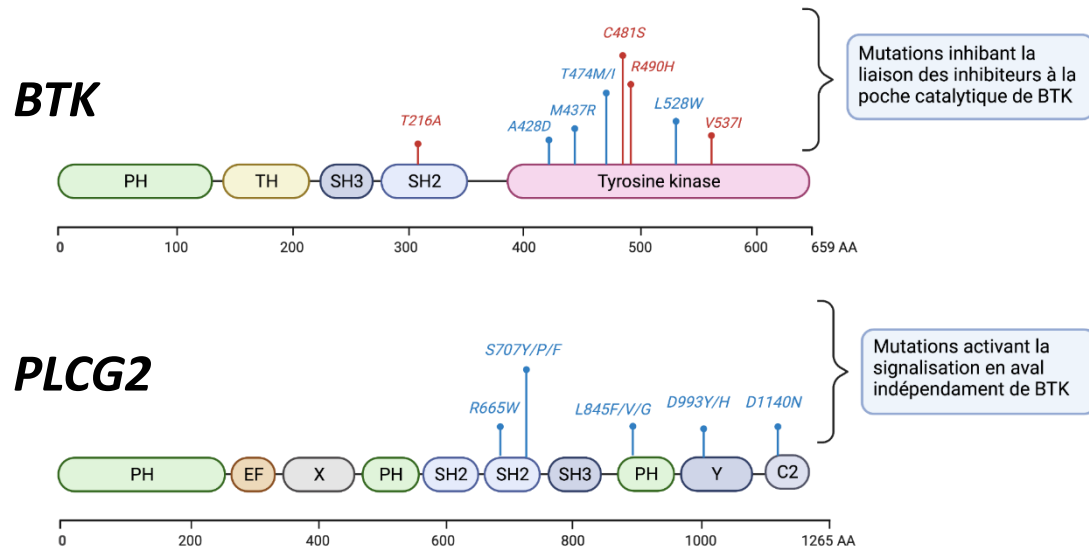 BTK
C481S
T474M/I
R490H
M437R
L528W
A428D
V537I
T216A
PH
TH
SH3
SH2
Tyrosine kinase
0
100
200
300
400
500
600
659 AA
Mutations inhibant la
liaison des inhibiteurs à la
poche catalytique de BTK
PLCG2
S707Y/P/F
R665W
L845F/V/G
D993Y/H
D1140N
PH
EF
X
PH
SH2
SH2
SH3
PH
Y
C2
0
200
400
600
800
1000
1265 AA
Mutations activant la
signalisation en aval
indépendament de BTK